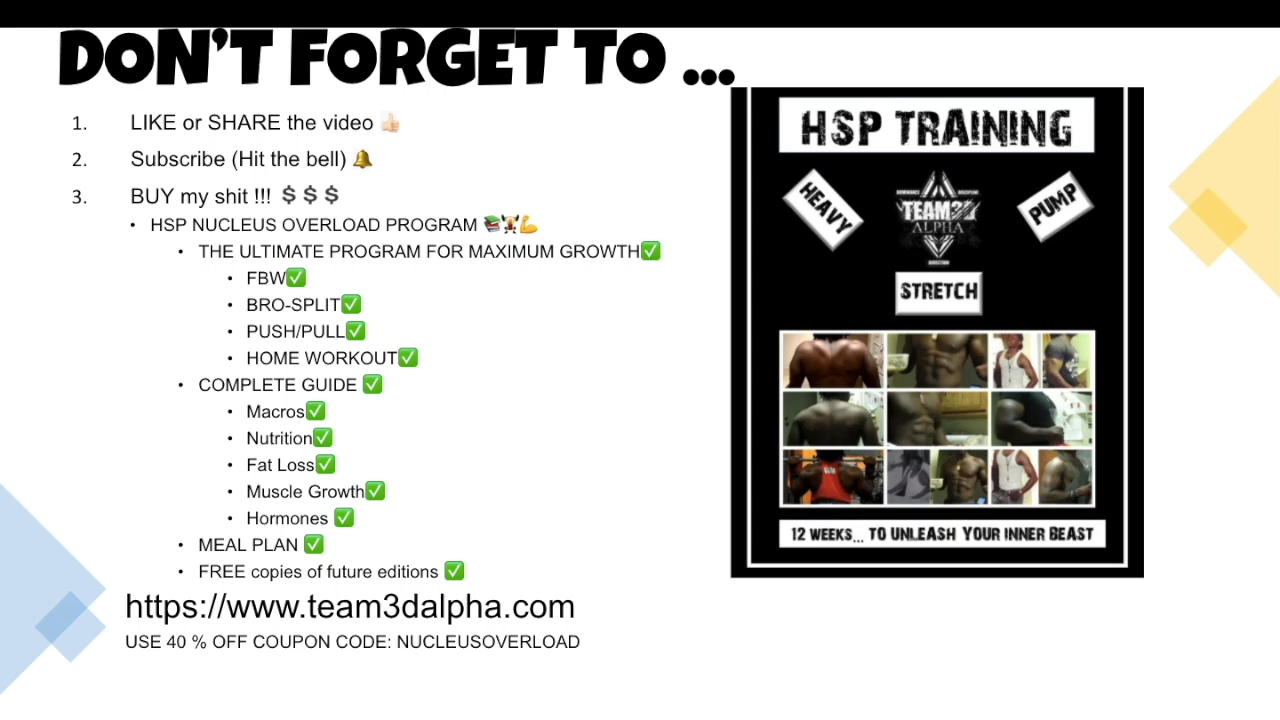 DON'T FORGET TO ...
1. LIKE or SHARE the video 👍🏻
2. Subscribe (Hit the bell) 🔔
3. BUY my shit !!! $ $ $
• HSP NUCLEUS OVERLOAD PROGRAM 📚🏋💪
• THE ULTIMATE PROGRAM FOR MAXIMUM GROWTH✅
• FBW✅
• BRO-SPLIT✅
• PUSH/PULL✅
• HOME WORKOUT✅
• COMPLETE GUIDE ✅
• Macros✅
• Nutrition✅
• Fat Loss✅
• Muscle Growth✅
• Hormones ✅
• MEAL PLAN ✅
• FREE copies of future editions ✅
https://www.team3dalpha.com
USE 40 % OFF COUPON CODE: NUCLEUSOVERLOAD
HSP TRAINING
HEAVY
TEAM3D
ALPHA
PUMP
STRETCH
12 WEEKS... TO UNLEASH YOUR INNER BEAST